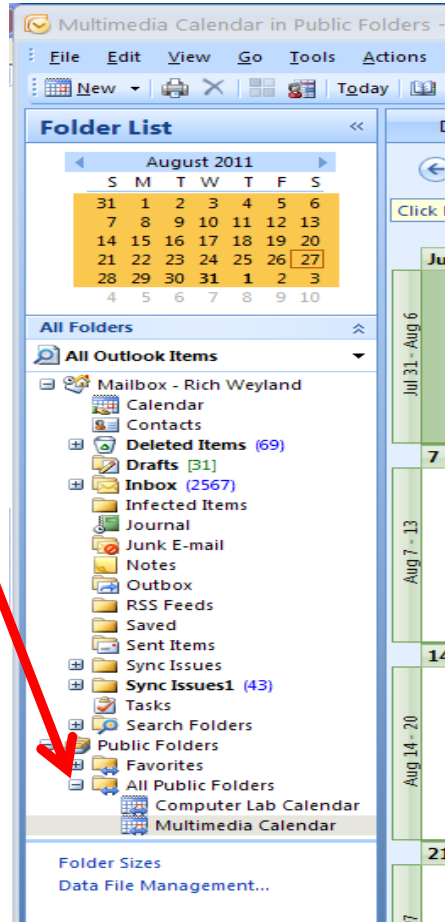 Multimedia Calendar in Public Folders -
File Edit View Go Tools Actions
New Today
Folder List «
August 2011
S M T W T F S
31 1 2 3 4 5 6
7 8 9 10 11 12 13
14 15 16 17 18 19 20
21 22 23 24 25 26 27
28 29 30 31 1 2 3
4 5 6 7 8 9 10
All Folders
All Outlook Items
Mailbox - Rich Weyland
Calendar
Contacts
Deleted Items (69)
Drafts [31]
Inbox (2567)
Infected Items
Journal
Junk E-mail
Notes
Outbox
RSS Feeds
Saved
Sent Items
Sync Issues
Sync Issues1 (43)
Tasks
Search Folders
Public Folders
Favorites
All Public Folders
Computer Lab Calendar
Multimedia Calendar
Folder Sizes
Data File Management...
Click
Ju
Jul 31 - Aug 6
7
Aug 7 - 13
14
Aug 14 - 20
21